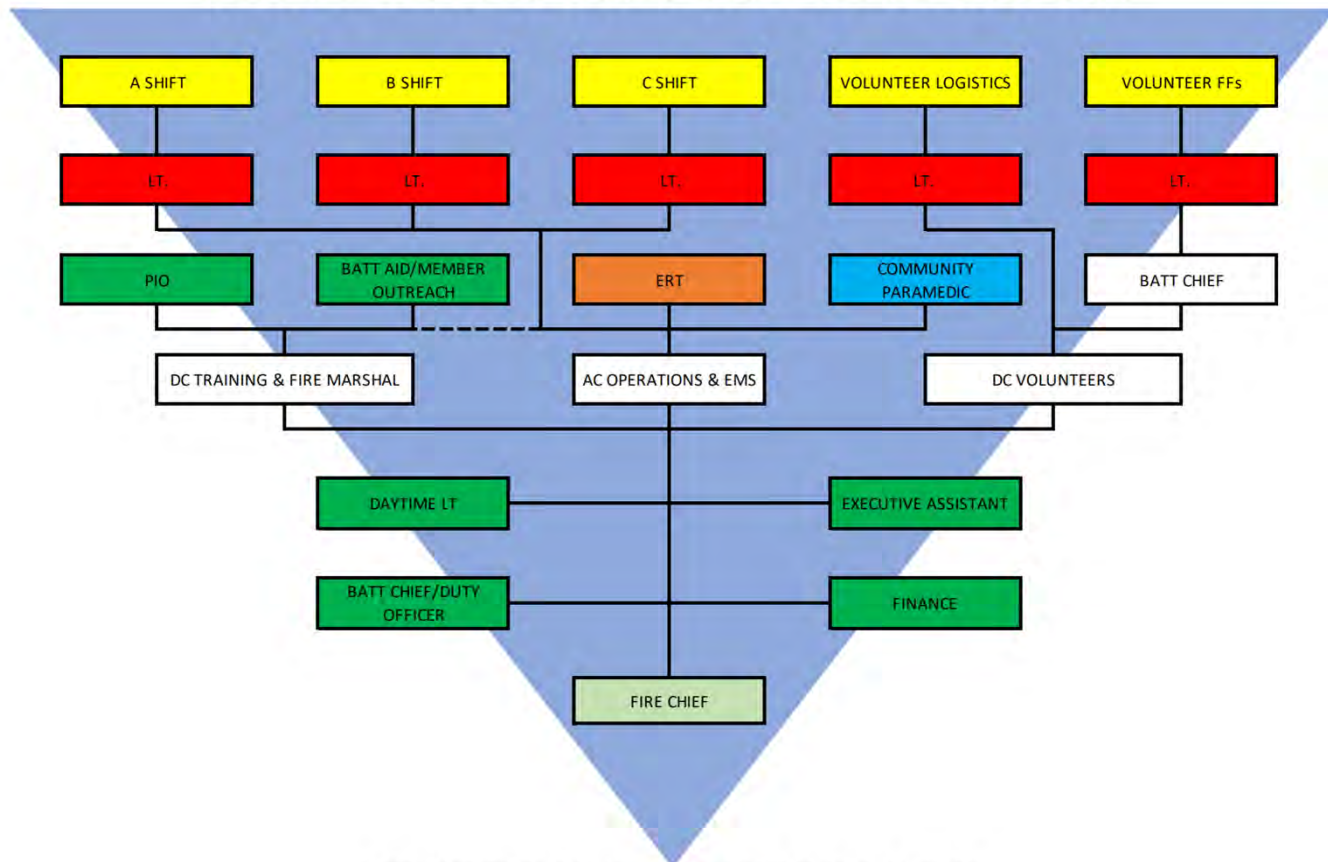 A SHIFT
B SHIFT
C SHIFT
VOLUNTEER LOGISTICS
VOLUNTEER FFs
LT.
LT.
LT.
LT.
LT.
PIO
BATT AID/MEMBER
OUTREACH
ERT
COMMUNITY
PARAMEDIC
BATT CHIEF
DC TRAINING & FIRE MARSHAL
AC OPERATIONS & EMS
DC VOLUNTEERS
DAYTIME LT
EXECUTIVE ASSISTANT
BATT CHIEF/DUTY
OFFICER
FINANCE
FIRE CHIEF